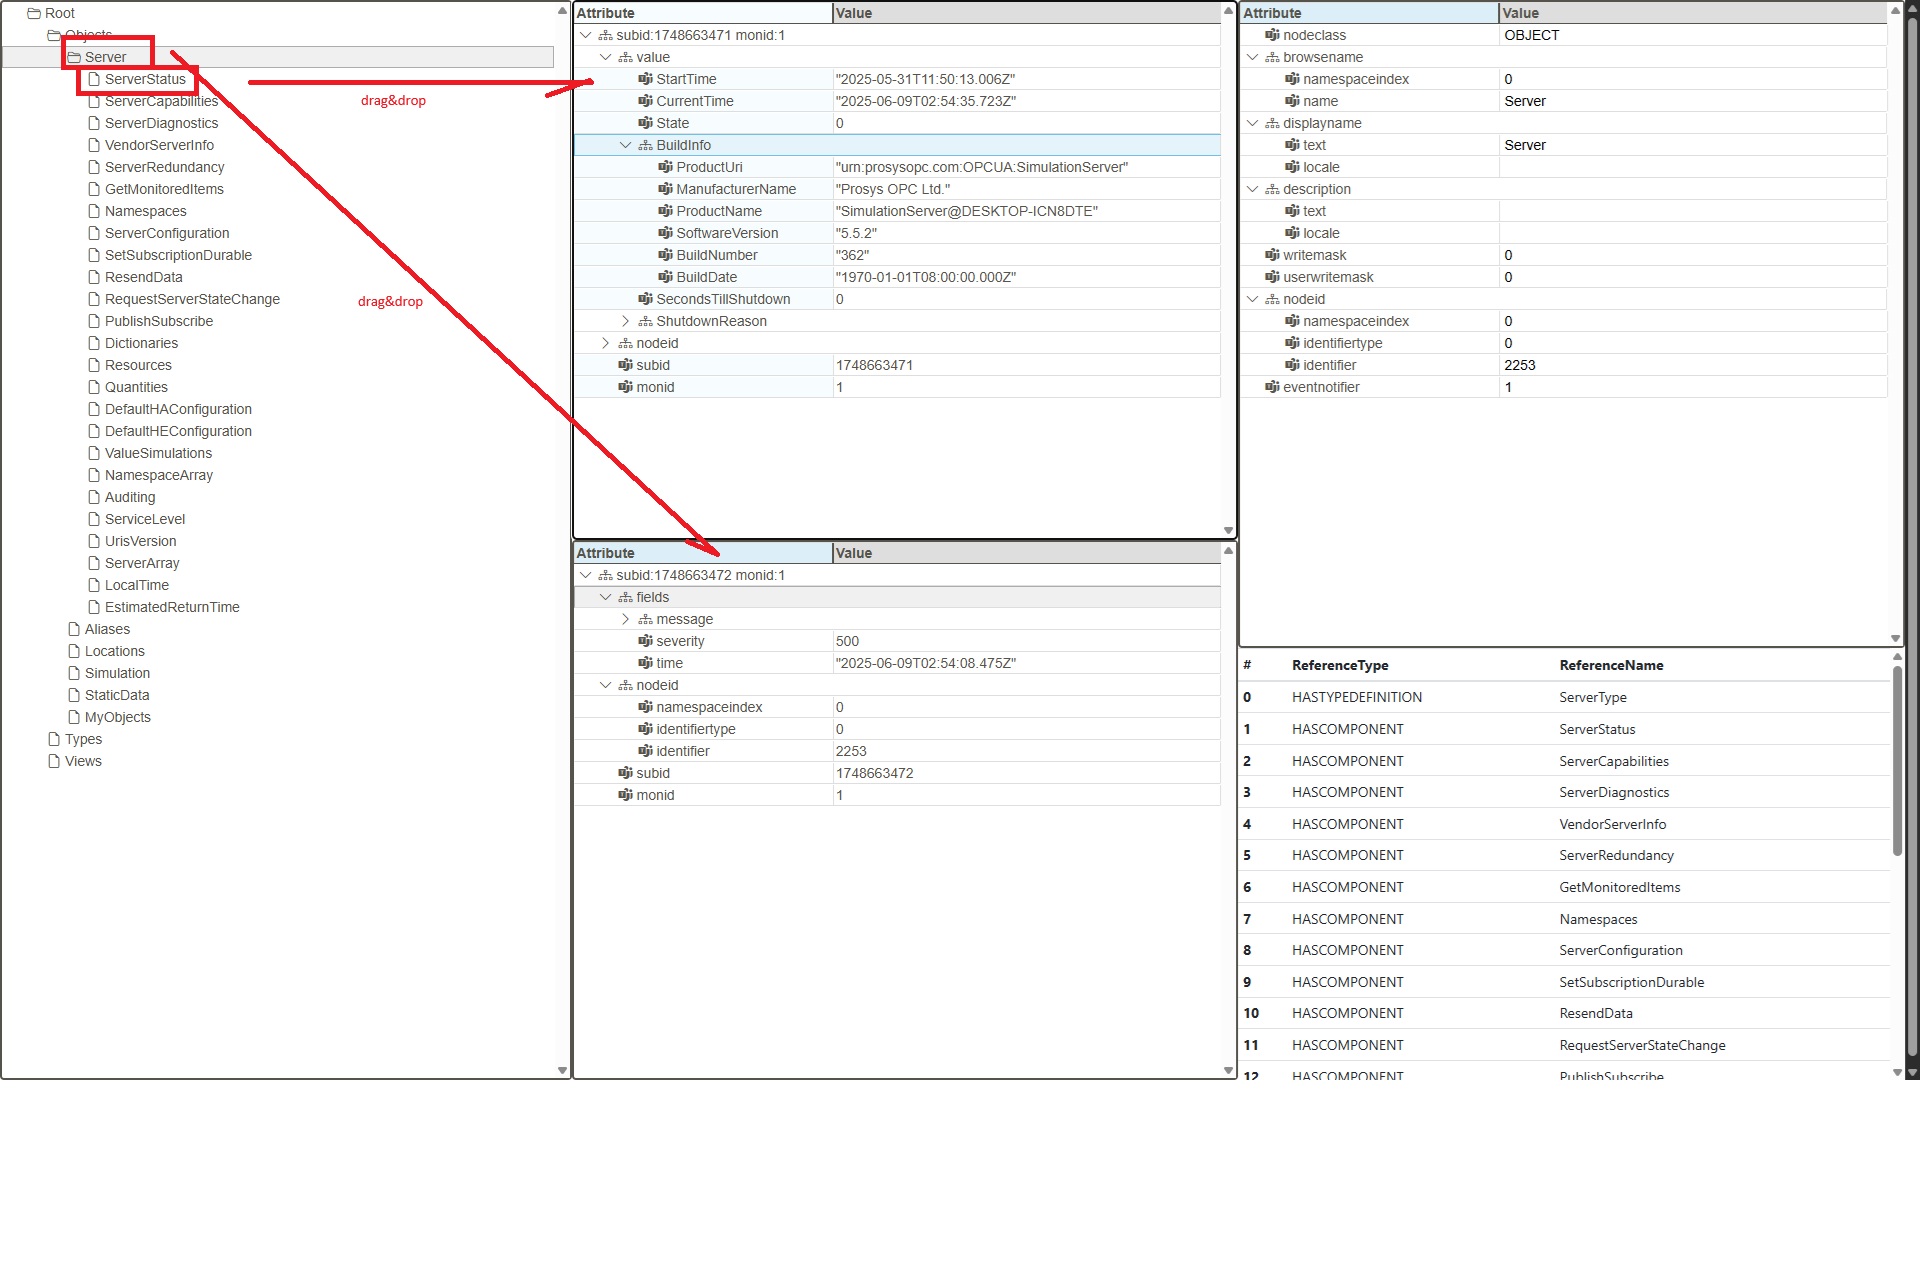 Root
Objects
Server
ServerStatus
ServerCapabilities
ServerDiagnostics
VendorServerInfo
ServerRedundancy
GetMonitoredItems
Namespaces
ServerConfiguration
SetSubscriptionDurable
ResendData
RequestServerStateChange
PublishSubscribe
Dictionaries
Resources
Quantities
DefaultHAConfiguration
DefaultHEConfiguration
ValueSimulations
NamespaceArray
Auditing
ServiceLevel
UrisVersion
ServerArray
LocalTime
EstimatedReturnTime
Aliases
Locations
Simulation
StaticData
MyObjects
Types
Views
drag&drop
drag&drop
Attribute Value
subid:1748663471 monid:1
value
StartTime "2025-05-31T11:50:13.006Z"
CurrentTime "2025-06-09T02:54:35.723Z"
State 0
BuildInfo
ProductUri "urn:prosysopc.com:OPCUA:SimulationServer"
ManufacturerName "Prosys OPC Ltd."
ProductName "SimulationServer@DESKTOP-ICN8DTE"
SoftwareVersion "5.5.2"
BuildNumber "362"
BuildDate "1970-01-01T08:00:00.000Z"
SecondsTillShutdown 0
ShutdownReason
nodeid
subid 1748663471
monid 1
Attribute Value
subid:1748663472 monid:1
fields
message
severity 500
time "2025-06-09T02:54:08.475Z"
nodeid
namespaceindex 0
identifiertype 0
identifier 2253
subid 1748663472
monid 1
Attribute Value
nodeclass OBJECT
browsename
namespaceindex 0
name Server
displayname
text Server
locale
description
text
locale
writemask 0
userwritemask 0
nodeid
namespaceindex 0
identifiertype 0
identifier 2253
eventnotifier 1
# ReferenceType ReferenceName
0 HASTYPEDEFINITION ServerType
1 HASCOMPONENT ServerStatus
2 HASCOMPONENT ServerCapabilities
3 HASCOMPONENT ServerDiagnostics
4 HASCOMPONENT VendorServerInfo
5 HASCOMPONENT ServerRedundancy
6 HASCOMPONENT GetMonitoredItems
7 HASCOMPONENT Namespaces
8 HASCOMPONENT ServerConfiguration
9 HASCOMPONENT SetSubscriptionDurable
10 HASCOMPONENT ResendData
11 HASCOMPONENT RequestServerStateChange
12 HASCOMPONENT PublishSubscribe